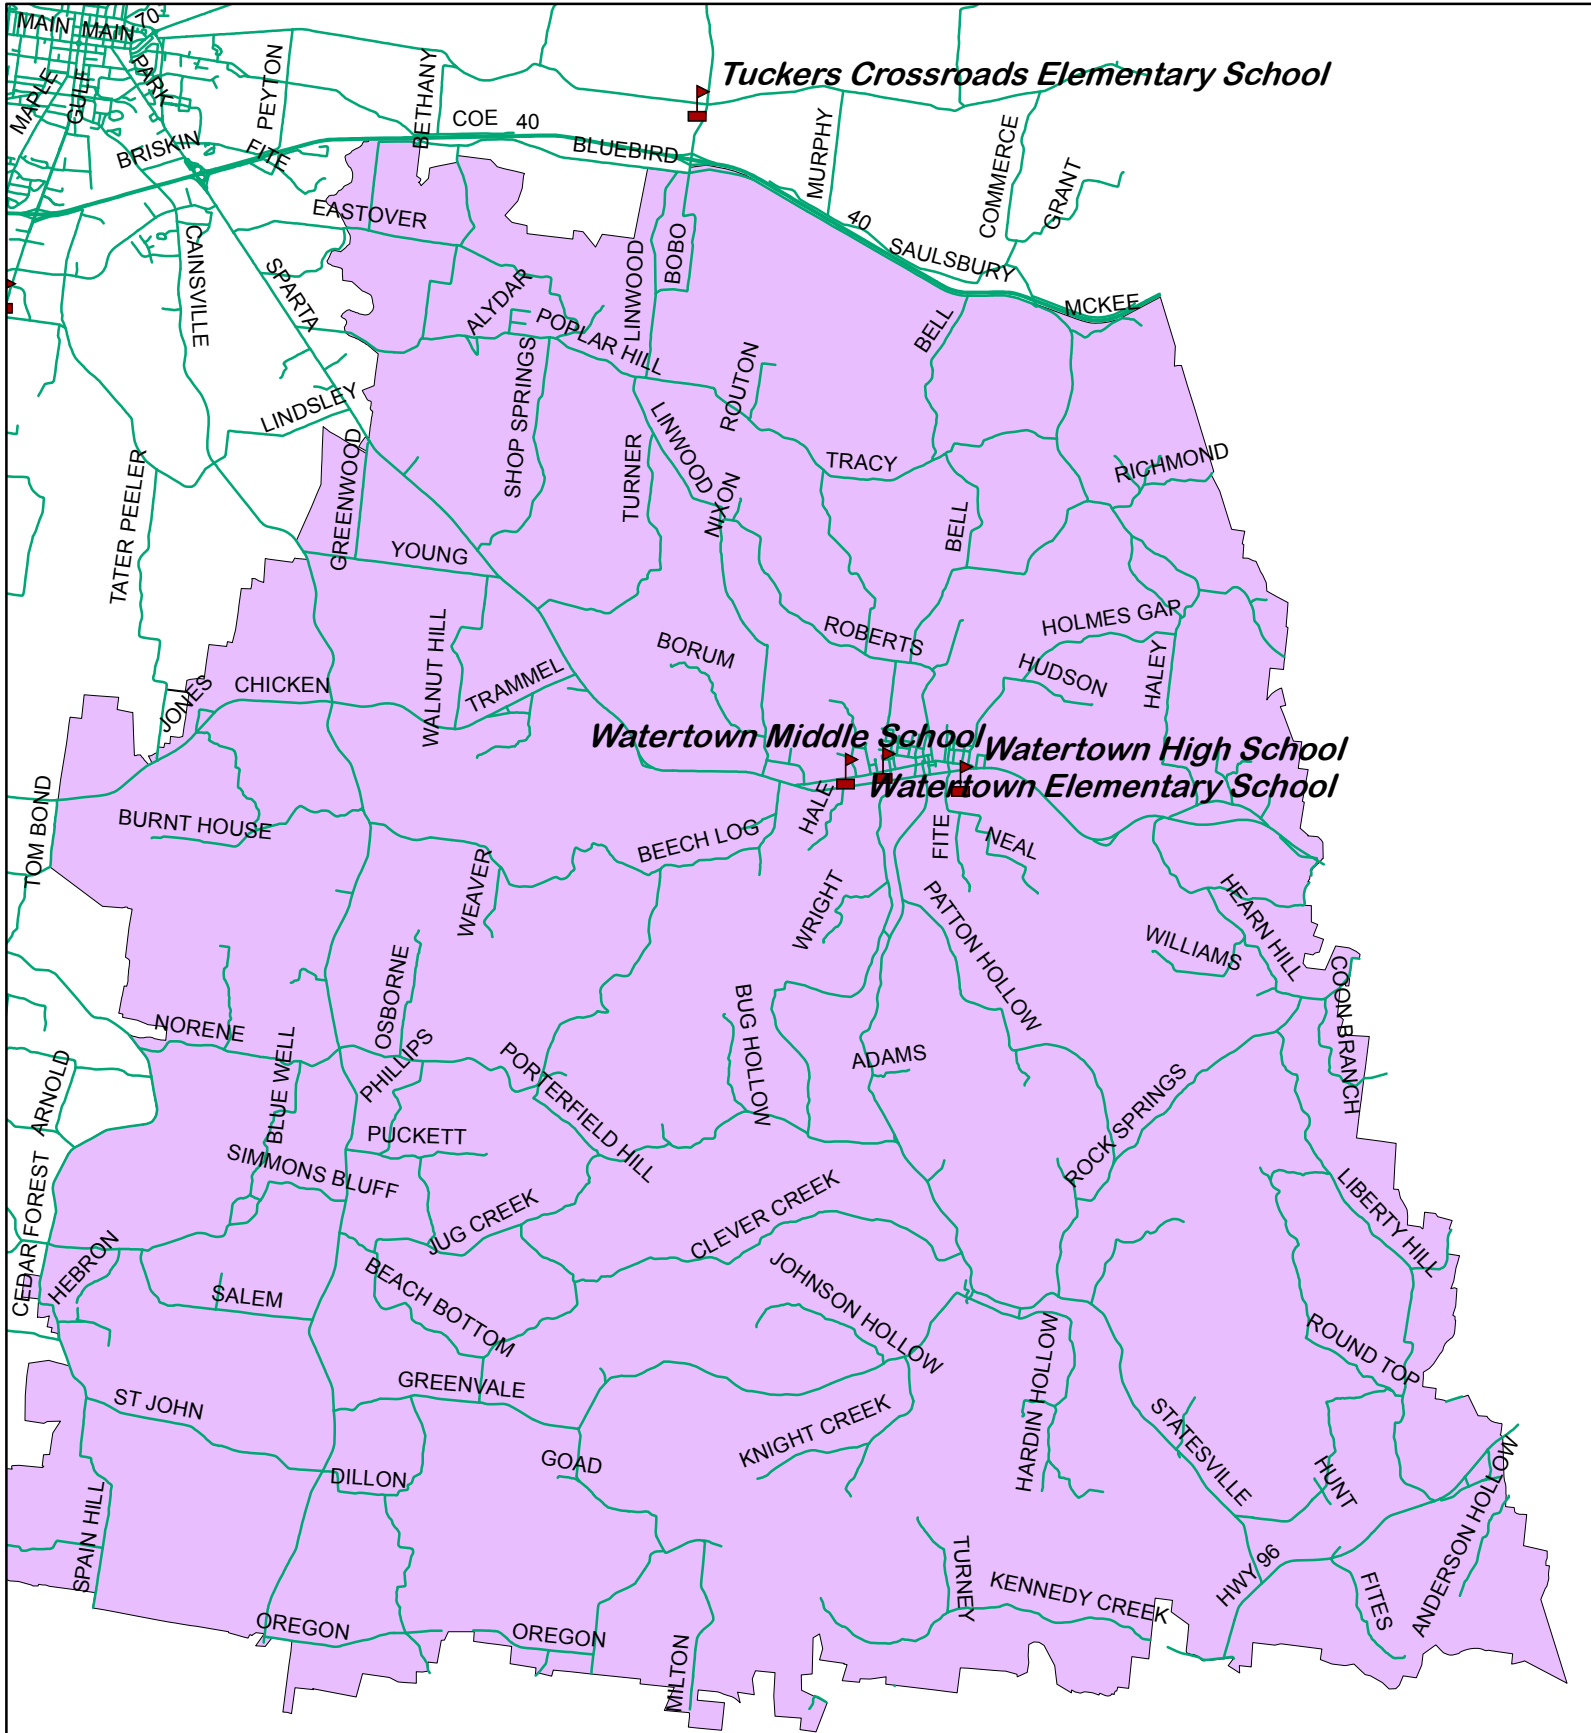 MAIN
MAIN
70
PARK
PEYTON
BETHANY
Tuckers Crossroads Elementary School
MAPLE
GULF
BRISKIN
FITE
COE
40
BLUEBIRD
MURPHY
COMMERCE
GRANT
EASTOVER
40
SAULSBURY
CAINSVILLE
SPARTA
LINWOOD
BOBO
ALYDAR
POPLAR HILL
BELL
MCKEE
LINDSLEY
SHOP SPRINGS
ROUTON
GREENWOOD
TURNER
LINWOOD
NIXON
TRACY
RICHMOND
TATER PEELER
YOUNG
BELL
WALNUT HILL
BORUM
ROBERTS
HOLMES GAP
HUDSON
HALEY
JONES
CHICKEN
TRAMMEL
Watertown Middle School
Watertown High School
Watertown Elementary School
TOM BOND
BURNT HOUSE
BEECH LOG
HALE
FITE
NEAL
WEAVER
WRIGHT
PATTON HOLLOW
HEARN HILL
WILLIAMS
COON BRANCH
OSBORNE
BUG HOLLOW
NORENE
BLUE WELL
PHILLIPS
PORTERFIELD HILL
ADAMS
ARNOLD
ROCK SPRINGS
PUCKETT
SIMMONS BLUFF
CEDAR FOREST
JUG CREEK
CLEVER CREEK
LIBERTY HILL
HEBRON
SALEM
BEACH BOTTOM
JOHNSON HOLLOW
ROUND TOP
HARDIN HOLLOW
ST JOHN
GREENVALE
KNIGHT CREEK
STATESVILLE
DILLON
GOAD
HUNT
ANDERSON HOLLOW
SPAIN HILL
TURNEY
KENNEDY CREEK
HWY 96
FITES
OREGON
OREGON
MILTON